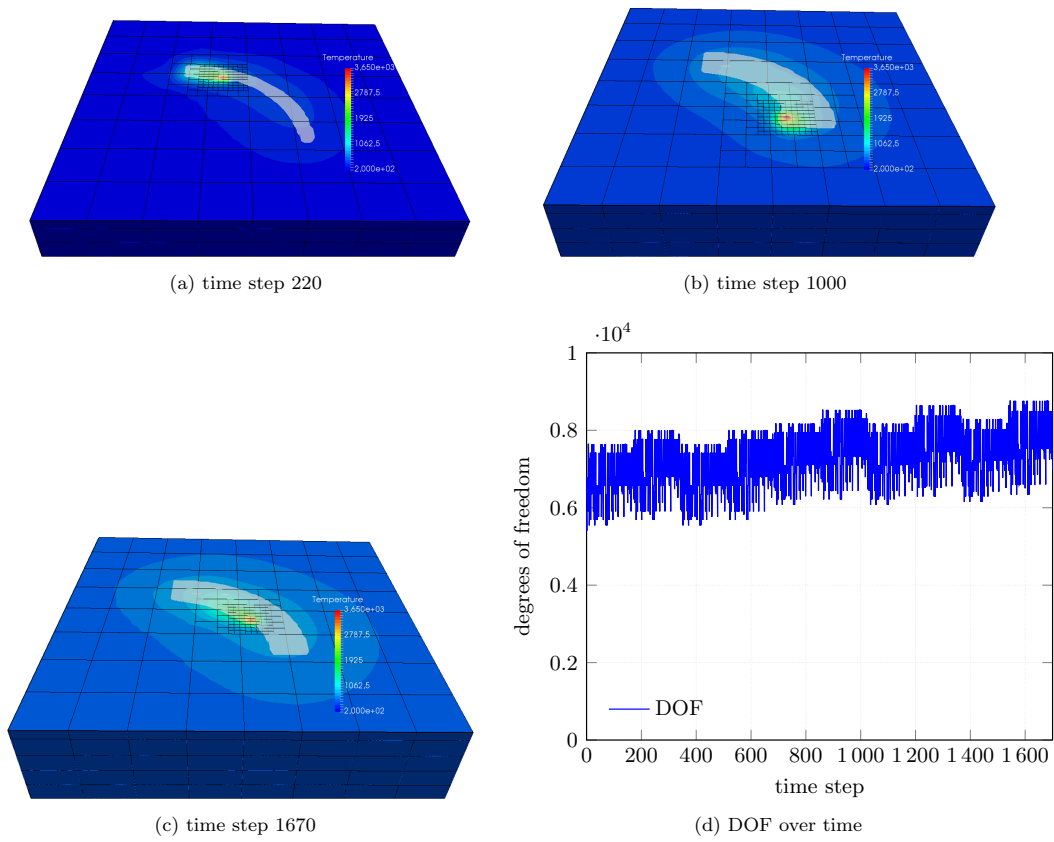 Temperature
3,650e+03
2787,5
1925
1062,5
2,000e+02
(a) time step 220
Temperature
3,650e+03
2787,5
1925
1062,5
2,000e+02
(b) time step 1000
Temperature
3,650e+03
2787,5
1925
1062,5
2,000e+02
(c) time step 1670
·10⁴
1
0.8
0.6
0.4
0.2
0
degrees of freedom
DOF
0 200 400 600 800 1 000 1 200 1 400 1 600
time step
(d) DOF over time